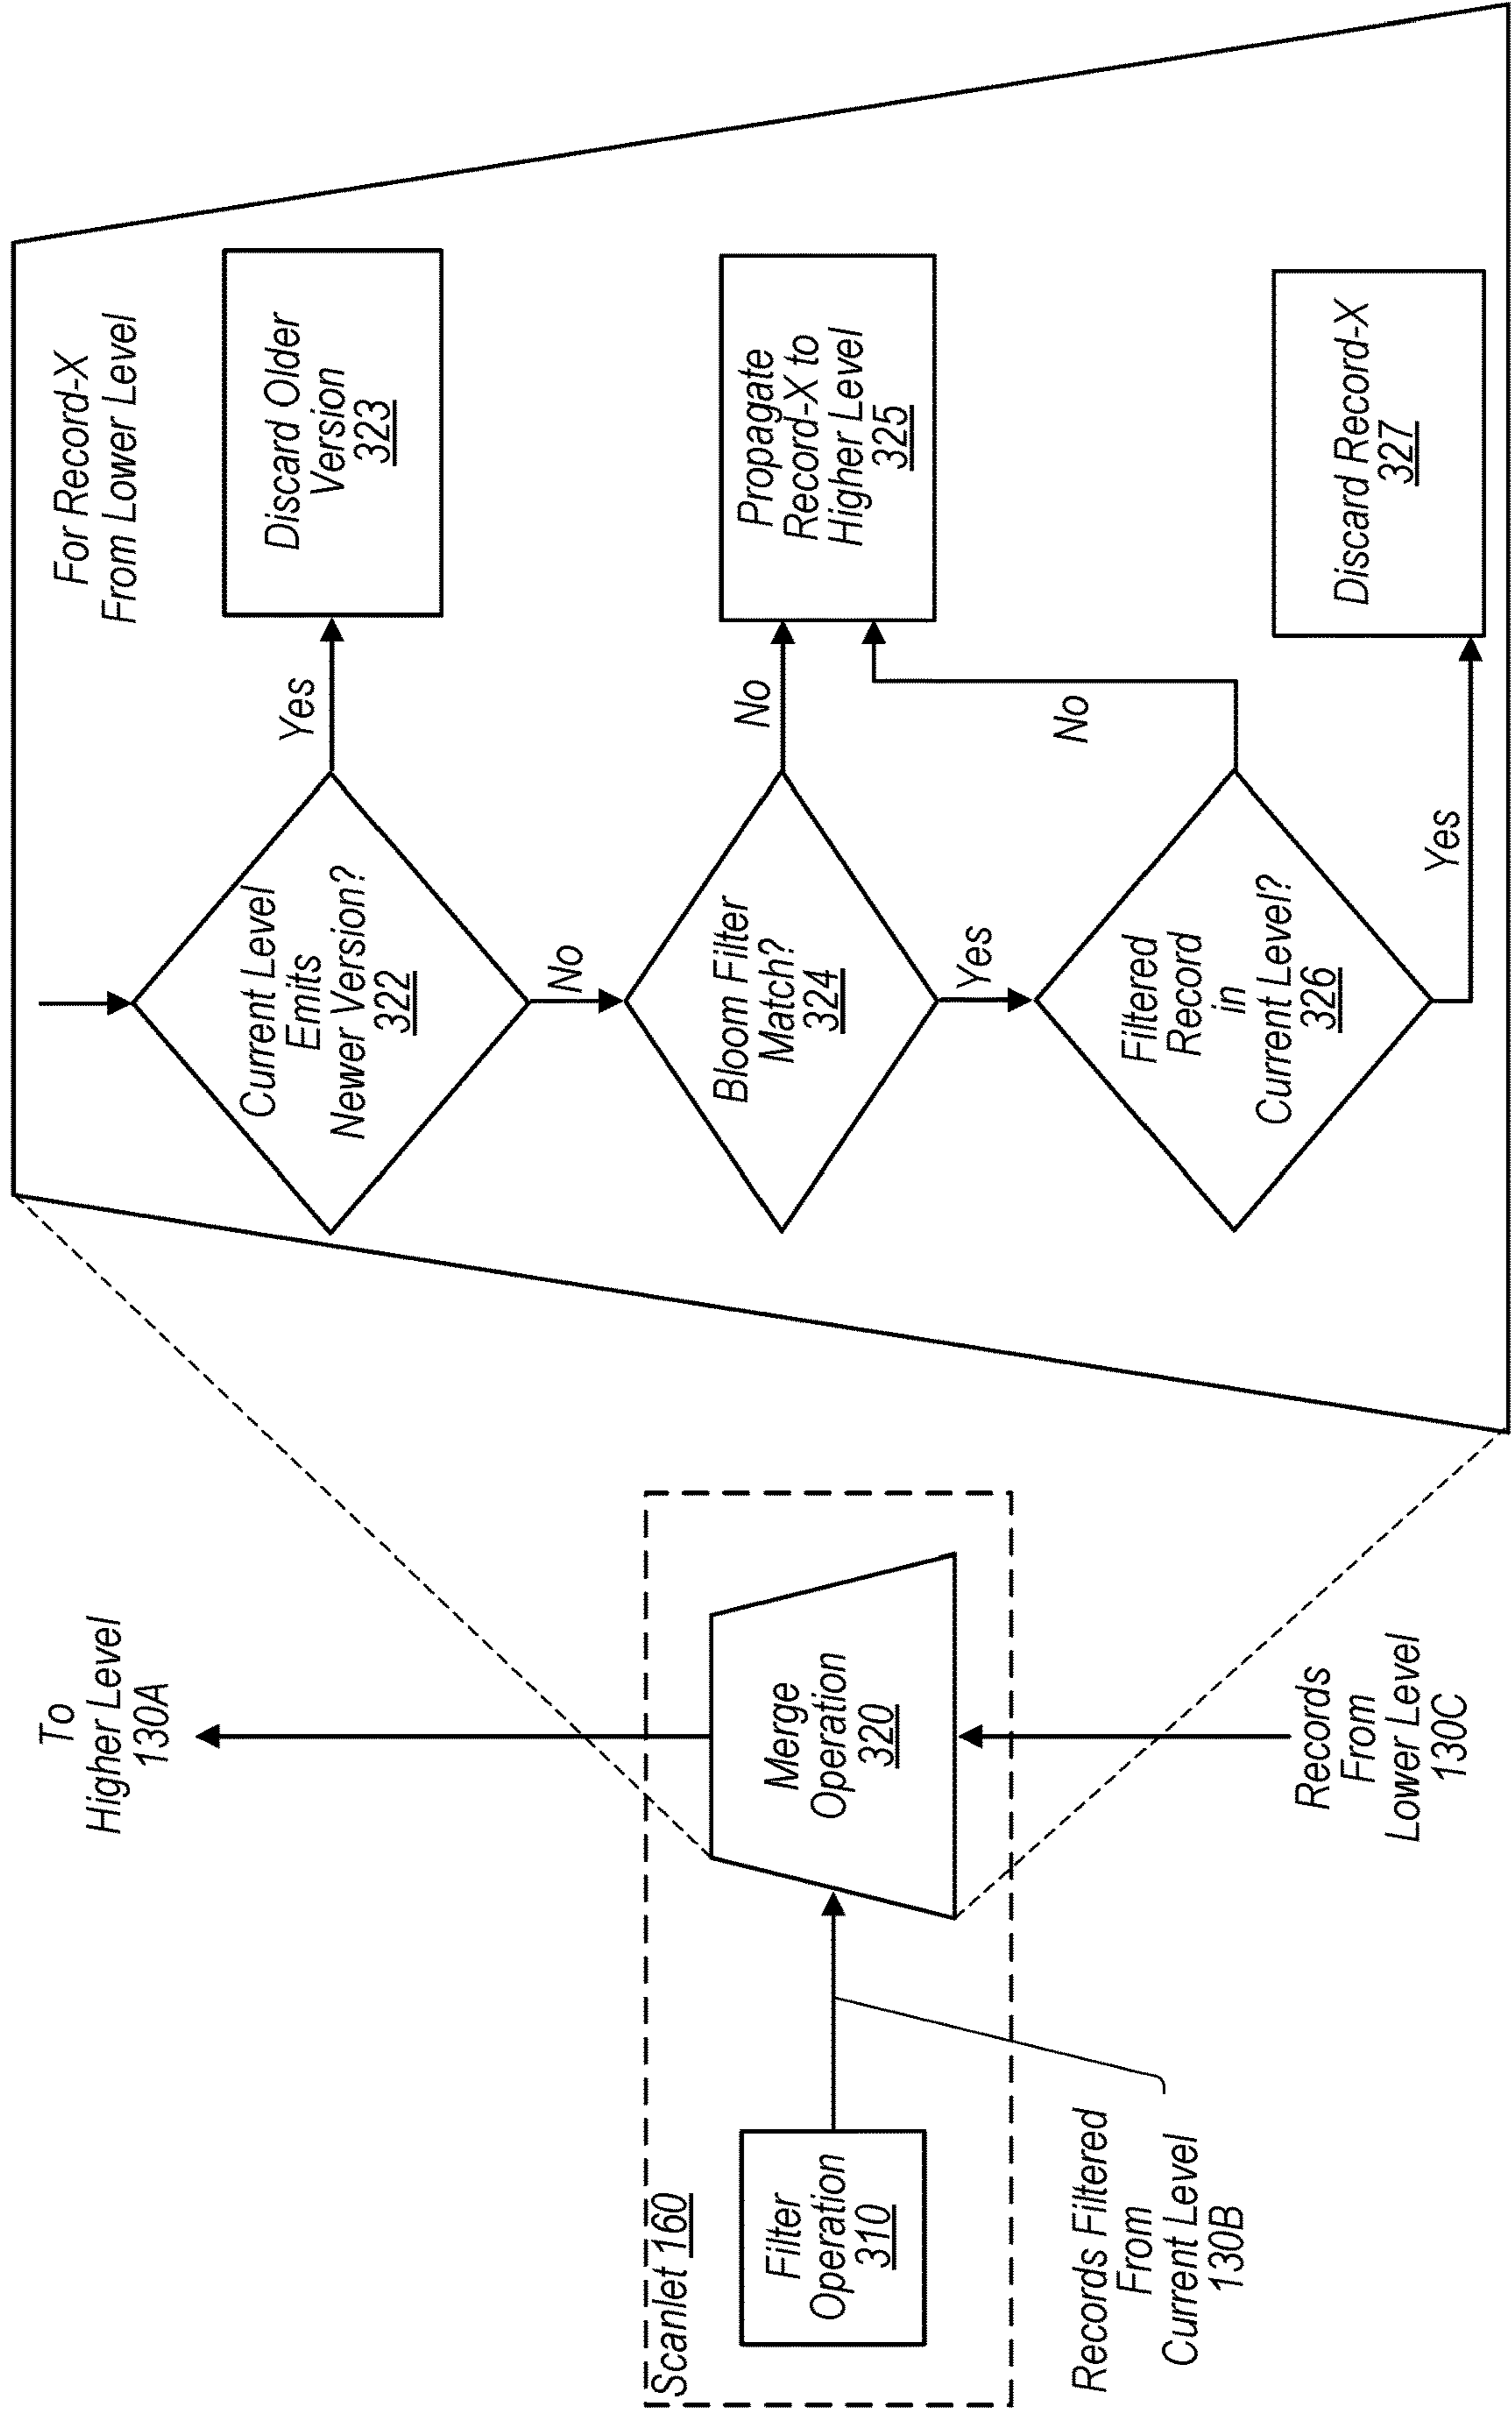 To
Higher Level
130A
Scanlet 160
Filter
Operation
310
Merge
Operation
320
Records Filtered
From
Current Level
130B
Records
From
Lower Level
130C
For Record-X
From Lower Level
Current Level
Emits
Newer Version?
322
Yes
Discard Older
Version
323
No
Bloom Filter
Match?
324
No
Propagate
Record-X to
Higher Level
325
Yes
Filtered
Record
in
Current Level?
326
No
Yes
Discard Record-X
327